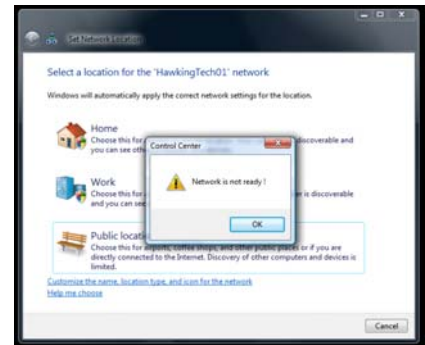 Set Network Location
Select a location for the 'HawkingTech01' network
Windows will automatically apply the correct network settings for the location.
Home
Choose this for discoverable and
you can see oth
Control Center
Network is not ready !
OK
Work
Choose this for er is discoverable
and you can see
Public locati
Choose this for airports, coffee shops, and other public places or if you are
directly connected to the Internet. Discovery of other computers and devices is
limited.
Customize the name, location type, and icon for the network
Help me choose
Cancel